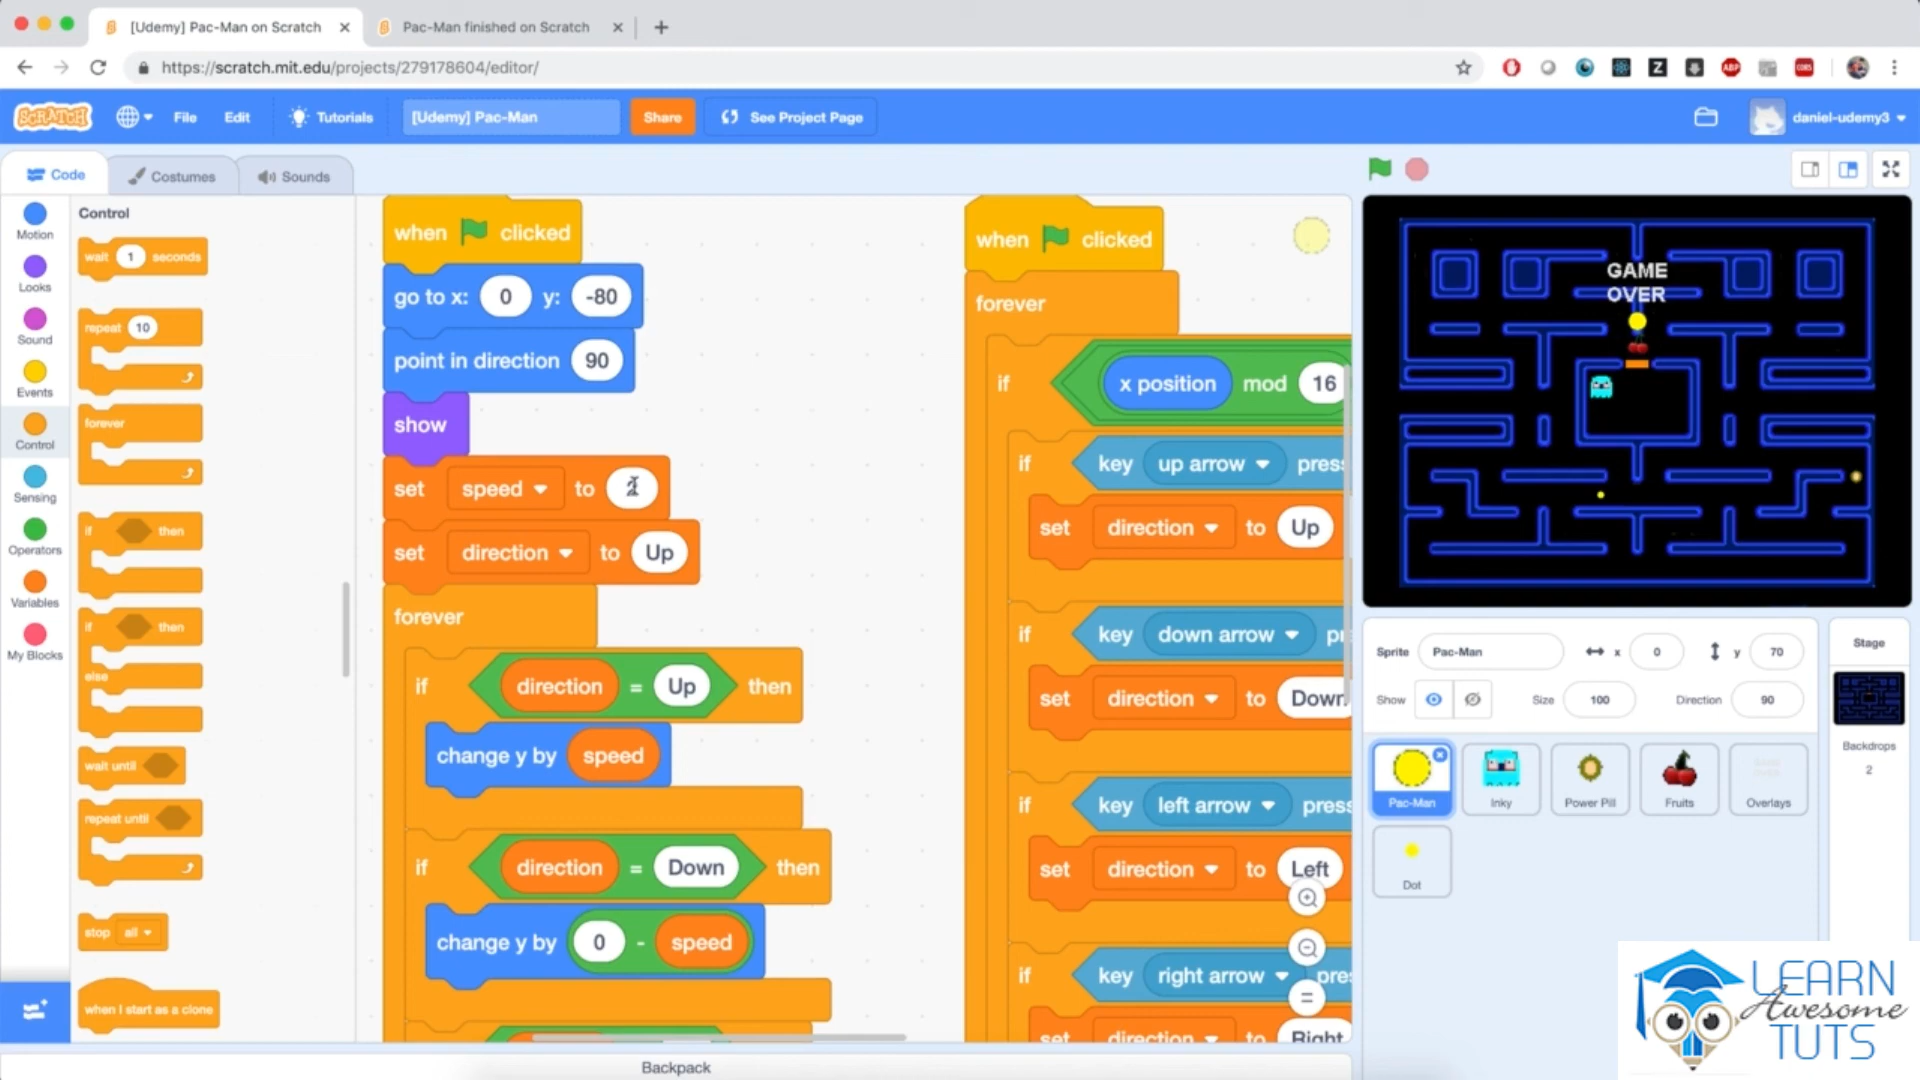 [Udemy] Pac-Man on Scratch
Pac-Man finished on Scratch
https://scratch.mit.edu/projects/279178604/editor/
Z
ABP
SCRATCH
File
Edit
Tutorials
[Udemy] Pac-Man
Share
See Project Page
daniel-udemy3
Code
Costumes
Sounds
Motion
Looks
Sound
Events
Control
Sensing
Operators
Variables
My Blocks
Control
wait 1 seconds
repeat 10
forever
if then
if then
else
wait until
repeat until
stop all
when I start as a clone
when clicked
go to x: 0 y: -80
point in direction 90
show
set speed to 2
set direction to Up
forever
if direction = Up then
change y by speed
if direction = Down then
change y by 0 - speed
when clicked
forever
if x position mod 16
if key up arrow press
set direction to Up
if key down arrow pr
set direction to Down
if key left arrow press
set direction to Left
if key right arrow pres
set direction to Right
Backpack
GAME
OVER
Sprite Pac-Man x 0 y 70
Show Size 100 Direction 90
Pac-Man
Inky
Power Pill
Fruits
Overlays
Dot
Stage
Backdrops
2
LEARN
Awesome
TUTS